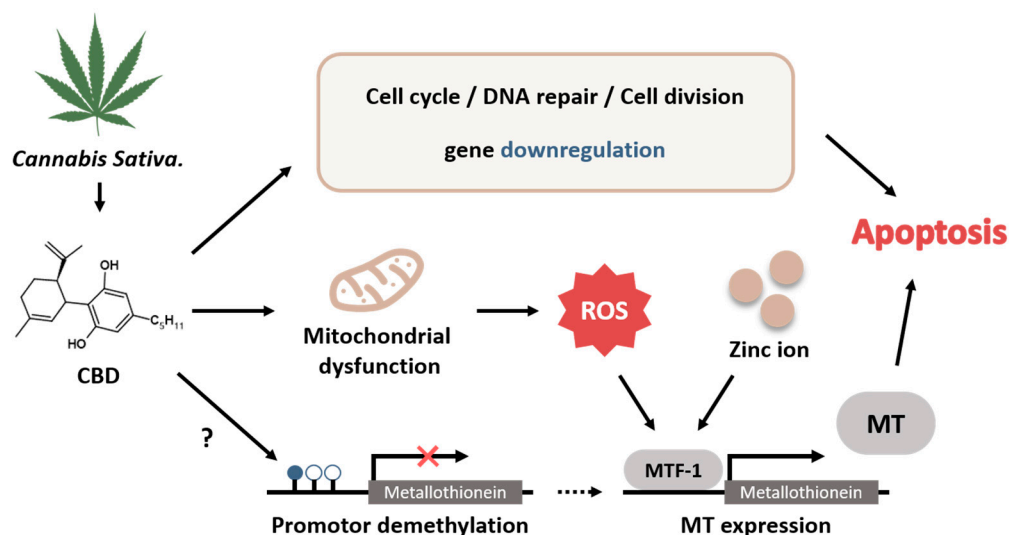 Cannabis Sativa.
Cell cycle / DNA repair / Cell division
gene downregulation
Apoptosis
OH
HO
C5H11
CBD
Mitochondrial
dysfunction
ROS
Zinc ion
?
MT
Metallothionein
Promotor demethylation
MTF-1
Metallothionein
MT expression